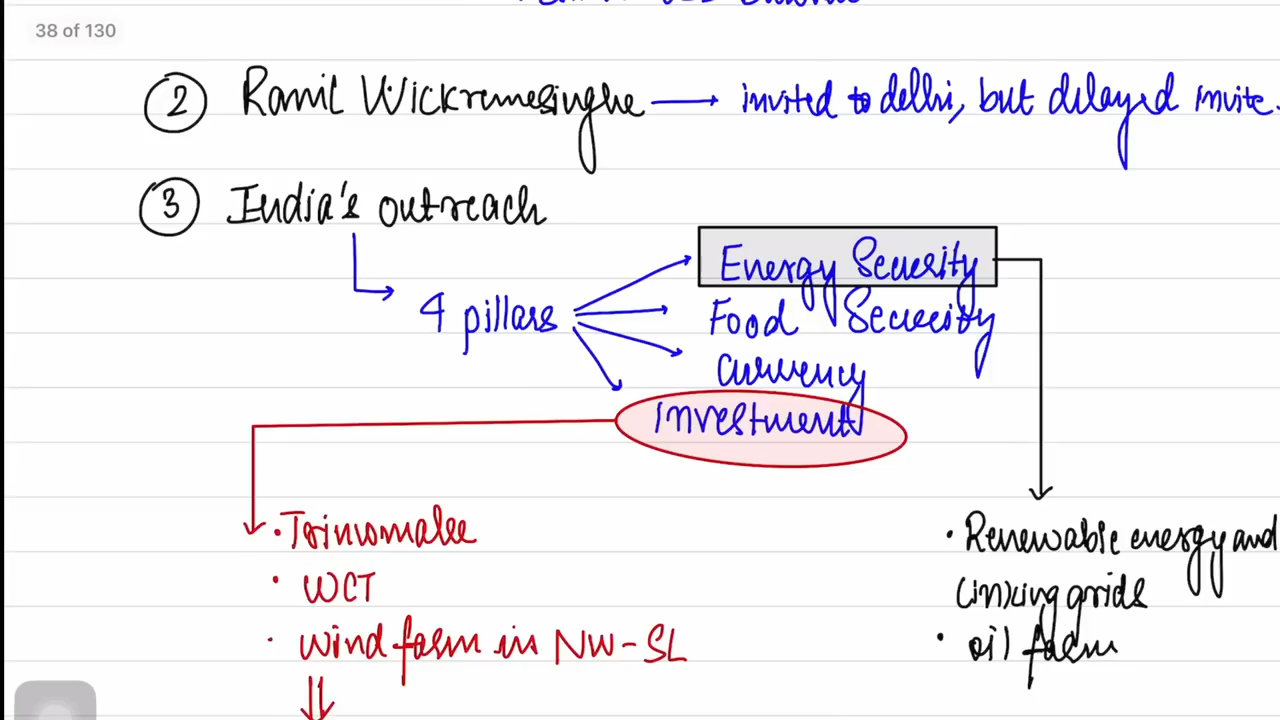 38 of 130
② Ranil Wickremesinghe → invited to delhi, but delayed invite.
③ India's outreach
4 pillars
Energy Security
Food Security
Currency
investment
• Trincomalee
• WCT
• wind farm in NW-SL
• Renewable energy and
linking grids
• oil farm